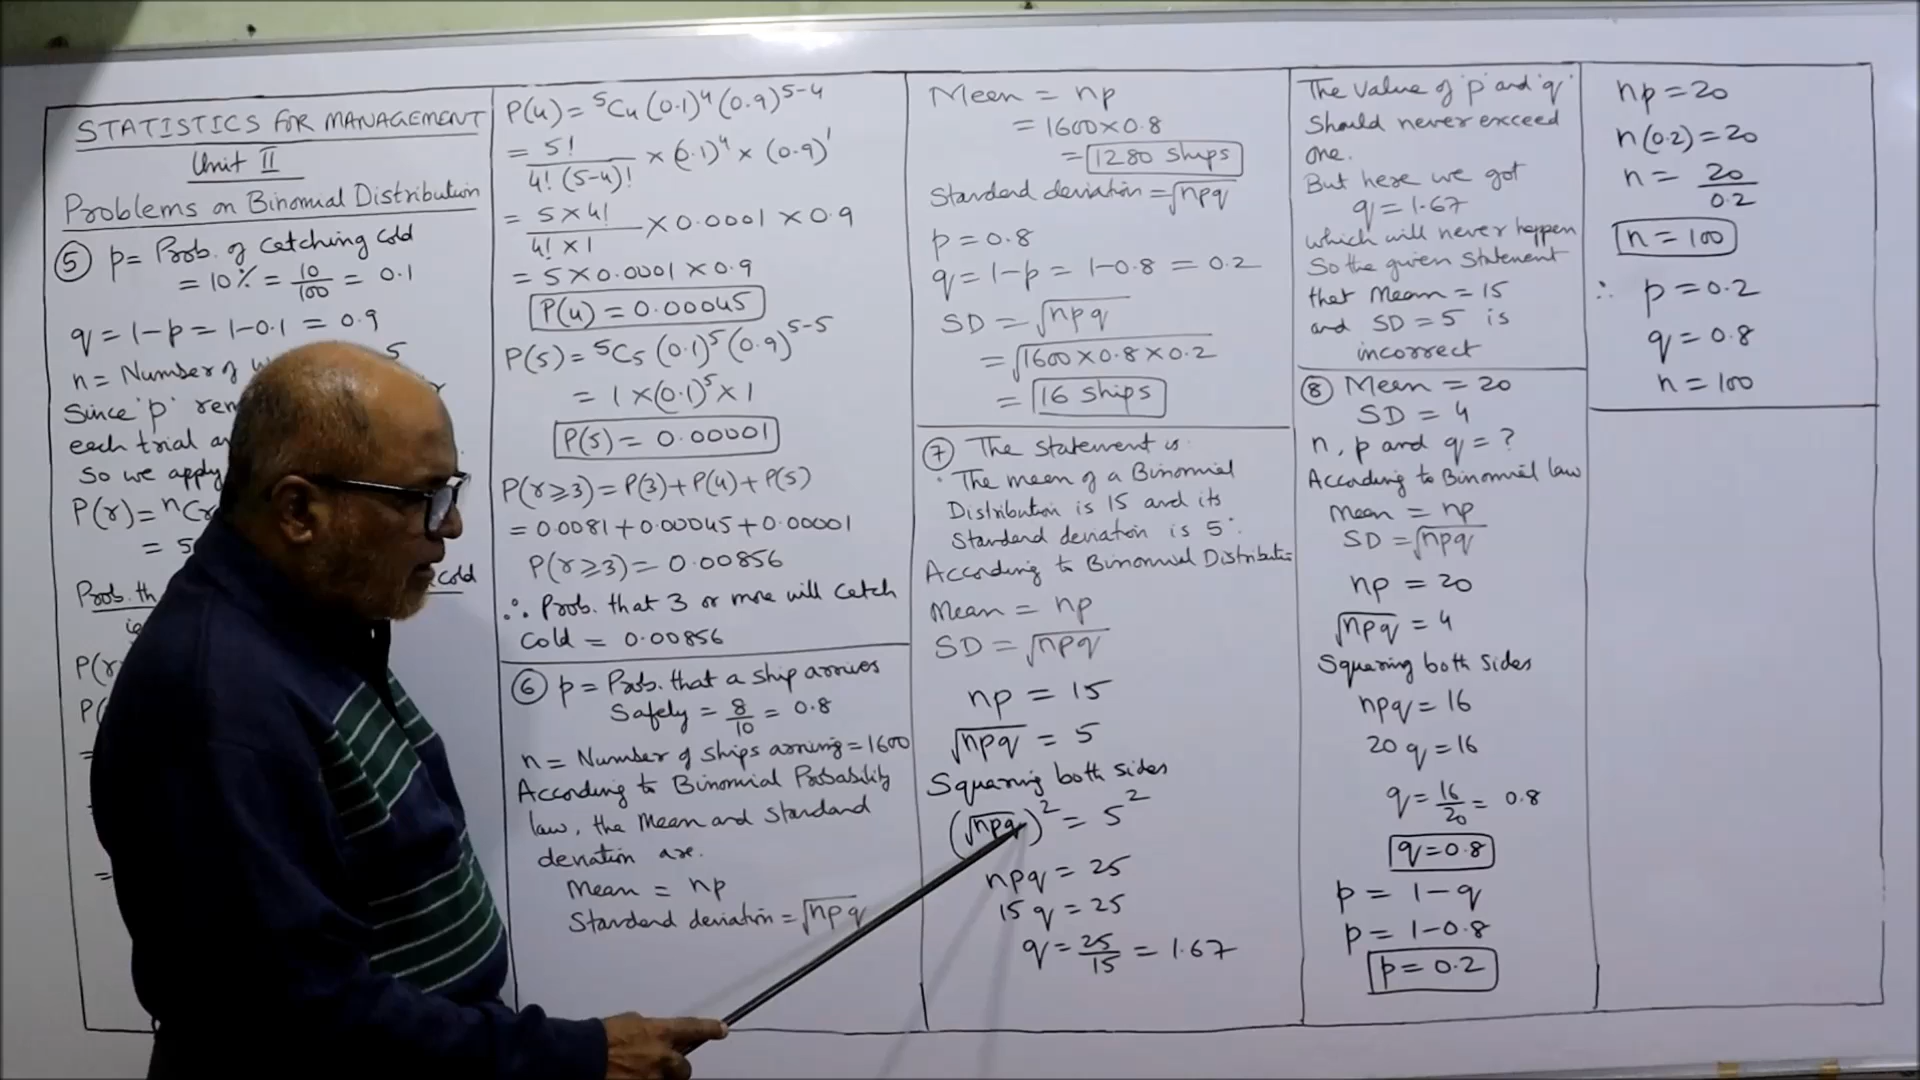 STATISTICS FOR MANAGEMENT
Unit II
Problems on Binomial Distribution
⑤ p = Prob. of catching cold
= 10% = 10/100 = 0.1
q = 1-p = 1-0.1 = 0.9
n = Number of 5
Since 'p'
each trial
So we apply
P(r) = nCr
= 5
Prob. cold
P(r
P(
=
=
P(4) = 5C4 (0.1)^4 (0.9)^5-4
= 5!/4!(5-4)! × (0.1)^4 × (0.9)^1
= 5×4!/4!×1 × 0.0001 × 0.9
= 5×0.0001×0.9
P(4) = 0.00045
P(5) = 5C5 (0.1)^5 (0.9)^5-5
= 1×(0.1)^5×1
P(5) = 0.00001
P(r≥3) = P(3)+P(4)+P(5)
= 0.0081+0.00045+0.00001
P(r≥3) = 0.00856
∴ Prob. that 3 or more will catch
cold = 0.00856
⑥ p = Prob. that a ship arrives
Safely = 8/10 = 0.8
n = Number of ships arriving = 1600
According to Binomial Probability
law, the Mean and Standard
deviation are.
Mean = np
Standard deviation = √npq
Mean = np
= 1600×0.8
= 1280 ships
Standard deviation = √npq
p = 0.8
q = 1-p = 1-0.8 = 0.2
SD = √npq
= √1600×0.8×0.2
= 16 ships
⑦ The statement is
"The mean of a Binomial
Distribution is 15 and its
Standard deviation is 5".
According to Binomial Distributi
Mean = np
SD = √npq
np = 15
√npq = 5
Squaring both sides
(√npq)^2 = 5^2
npq = 25
15 q = 25
q = 25/15 = 1.67
The value of 'p' and 'q'
should never exceed
one.
But here we got
q = 1.67
which will never happen
So the given statement
that Mean = 15
and SD = 5 is
incorrect
⑧ Mean = 20
SD = 4
n, p and q = ?
According to Binomial law
Mean = np
SD = √npq
np = 20
√npq = 4
Squaring both sides
npq = 16
20 q = 16
q = 16/20 = 0.8
q = 0.8
p = 1-q
p = 1-0.8
p = 0.2
np = 20
n(0.2) = 20
n = 20/0.2
n = 100
∴ p = 0.2
q = 0.8
n = 100